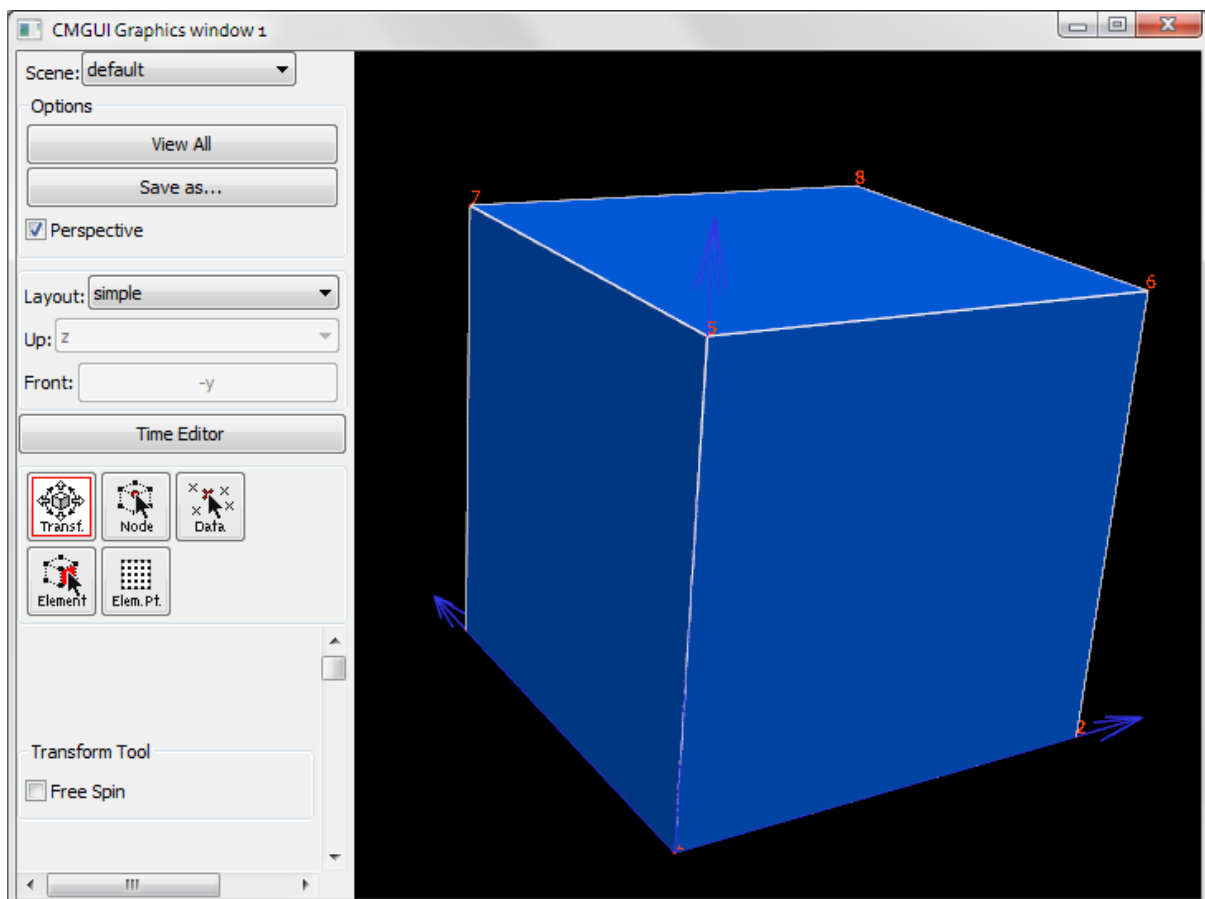 CMGUI Graphics window 1
Scene: default
Options
View All
Save as...
Perspective
Layout: simple
Up: z
Front: -y
Time Editor
Transf. Node Data
Element Elem. Pt.
Transform Tool
Free Spin
7
8
6
5
2